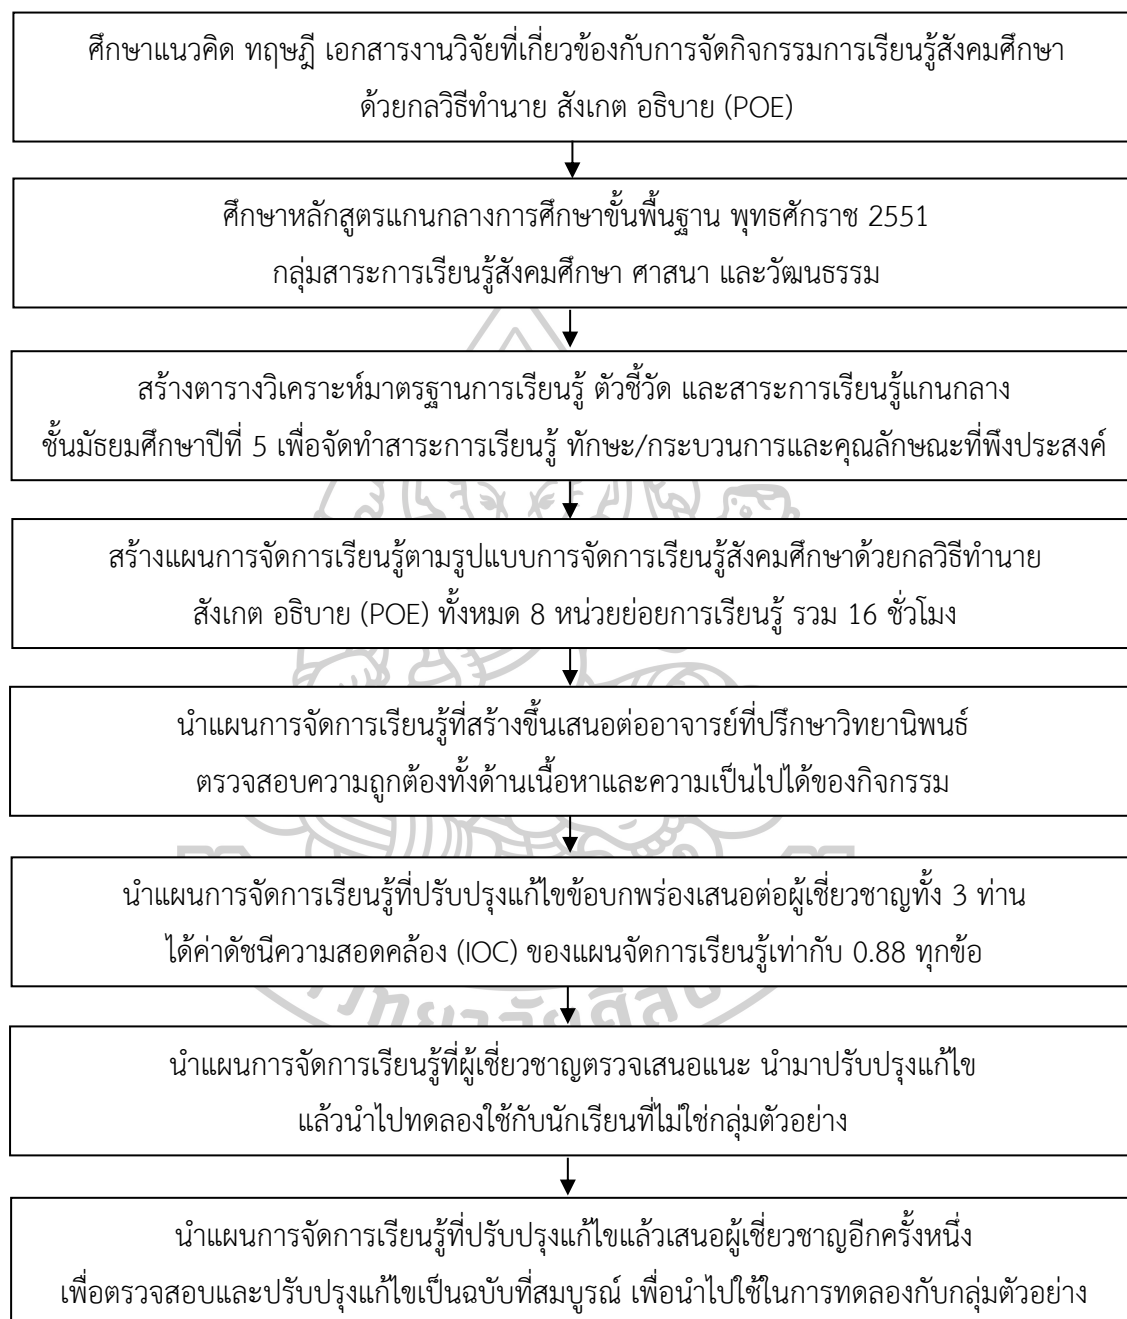 ศึกษาแนวคิด ทฤษฎี เอกสารงานวิจัยที่เกี่ยวข้องกับการจัดกิจกรรมการเรียนรู้สังคมศึกษา
ด้วยกลวิธีทำนาย สังเกต อธิบาย (POE)
ศึกษาหลักสูตรแกนกลางการศึกษาขั้นพื้นฐาน พุทธศักราช 2551
กลุ่มสาระการเรียนรู้สังคมศึกษา ศาสนา และวัฒนธรรม
สร้างตารางวิเคราะห์มาตรฐานการเรียนรู้ ตัวชี้วัด และสาระการเรียนรู้แกนกลาง
ชั้นมัธยมศึกษาปีที่ 5 เพื่อจัดทำสาระการเรียนรู้ ทักษะ/กระบวนการและคุณลักษณะที่พึงประสงค์
สร้างแผนการจัดการเรียนรู้ตามรูปแบบการจัดการเรียนรู้สังคมศึกษาด้วยกลวิธีทำนาย
สังเกต อธิบาย (POE) ทั้งหมด 8 หน่วยย่อยการเรียนรู้ รวม 16 ชั่วโมง
นำแผนการจัดการเรียนรู้ที่สร้างขึ้นเสนอต่ออาจารย์ที่ปรึกษาวิทยานิพนธ์
ตรวจสอบความถูกต้องทั้งด้านเนื้อหาและความเป็นไปได้ของกิจกรรม
นำแผนการจัดการเรียนรู้ที่ปรับปรุงแก้ไขข้อบกพร่องเสนอต่อผู้เชี่ยวชาญทั้ง 3 ท่าน
ได้ค่าดัชนีความสอดคล้อง (IOC) ของแผนจัดการเรียนรู้เท่ากับ 0.88 ทุกข้อ
นำแผนการจัดการเรียนรู้ที่ผู้เชี่ยวชาญตรวจเสนอแนะ นำมาปรับปรุงแก้ไข
แล้วนำไปทดลองใช้กับนักเรียนที่ไม่ใช่กลุ่มตัวอย่าง
นำแผนการจัดการเรียนรู้ที่ปรับปรุงแก้ไขแล้วเสนอผู้เชี่ยวชาญอีกครั้งหนึ่ง
เพื่อตรวจสอบและปรับปรุงแก้ไขเป็นฉบับที่สมบูรณ์ เพื่อนำไปใช้ในการทดลองกับกลุ่มตัวอย่าง